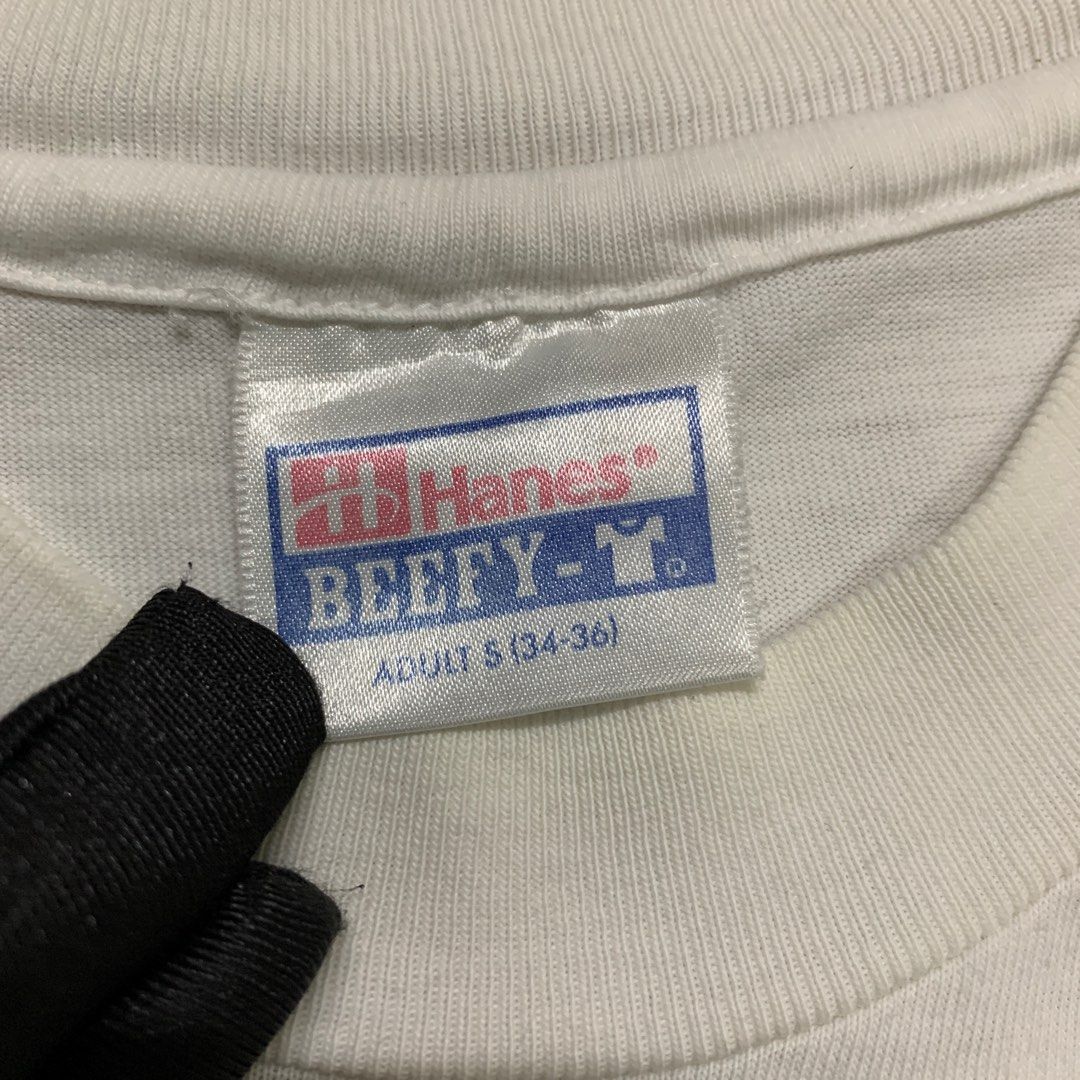 Hanes®
BEEFY-
ADULT S (34-36)